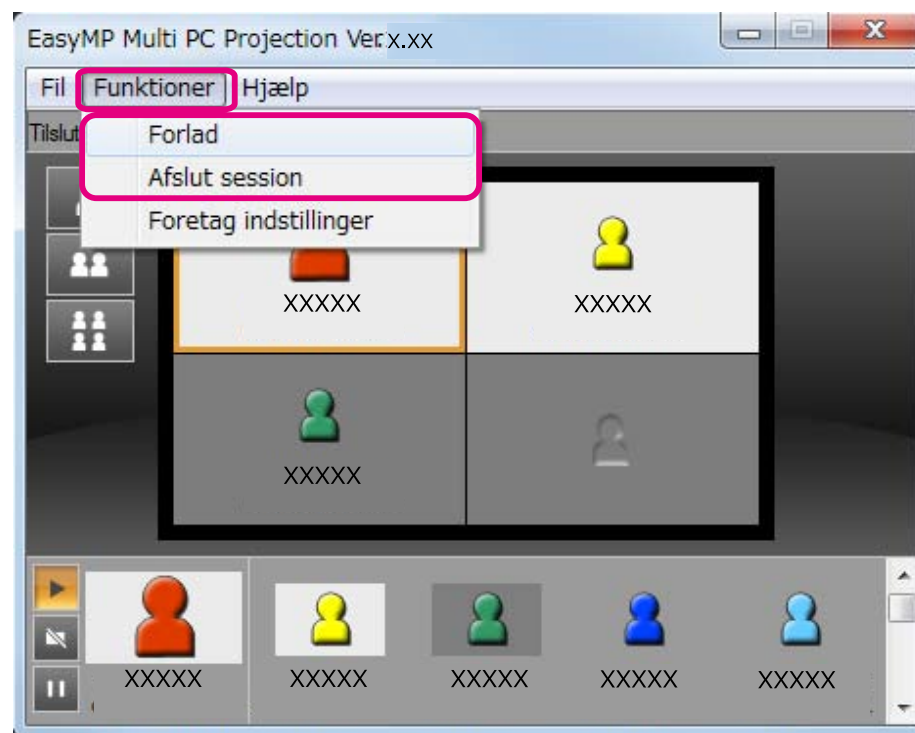 EasyMP Multi PC Projection Ver.x.xx
Fil Funktioner Hjælp
Tilslut
Forlad
Afslut session
Foretag indstillinger
XXXXX XXXXX
XXXXX
XXXXX XXXXX XXXXX XXXXX XXXXX